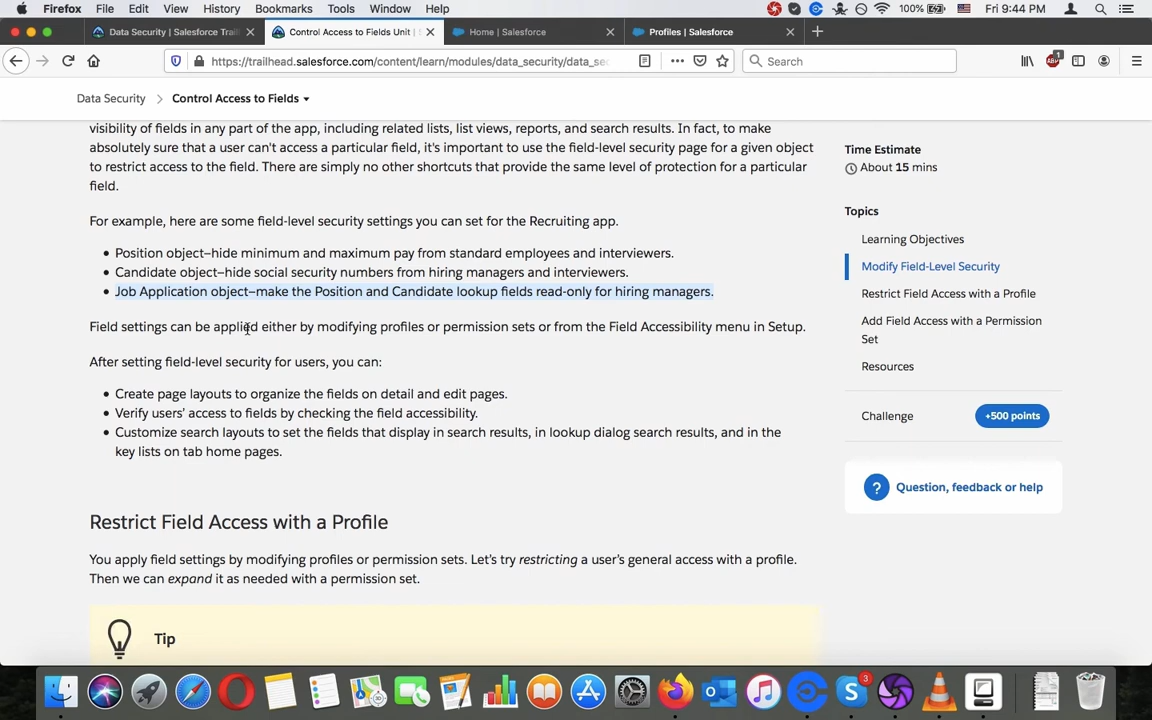 Firefox File Edit View History Bookmarks Tools Window Help 100% Fri 9:44 PM
Data Security | Salesforce Trail
Control Access to Fields Unit |
Home | Salesforce
Profiles | Salesforce
https://trailhead.salesforce.com/content/learn/modules/data_security/data_sec
Search
Data Security > Control Access to Fields
visibility of fields in any part of the app, including related lists, list views, reports, and search results. In fact, to make
absolutely sure that a user can't access a particular field, it's important to use the field-level security page for a given object
to restrict access to the field. There are simply no other shortcuts that provide the same level of protection for a particular
field.
For example, here are some field-level security settings you can set for the Recruiting app.
• Position object–hide minimum and maximum pay from standard employees and interviewers.
• Candidate object–hide social security numbers from hiring managers and interviewers.
• Job Application object–make the Position and Candidate lookup fields read-only for hiring managers.
Field settings can be applied either by modifying profiles or permission sets or from the Field Accessibility menu in Setup.
After setting field-level security for users, you can:
• Create page layouts to organize the fields on detail and edit pages.
• Verify users' access to fields by checking the field accessibility.
• Customize search layouts to set the fields that display in search results, in lookup dialog search results, and in the
key lists on tab home pages.
Restrict Field Access with a Profile
You apply field settings by modifying profiles or permission sets. Let's try restricting a user's general access with a profile.
Then we can expand it as needed with a permission set.
Tip
Time Estimate
About 15 mins
Topics
Learning Objectives
Modify Field-Level Security
Restrict Field Access with a Profile
Add Field Access with a Permission
Set
Resources
Challenge
+500 points
? Question, feedback or help
3